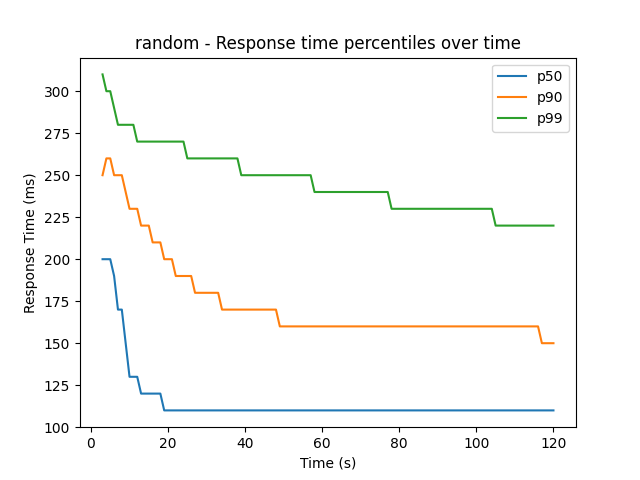 random - Response time percentiles over time
p50
p90
p99
Response Time (ms)
300
275
250
225
200
175
150
125
100
0 20 40 60 80 100 120
Time (s)